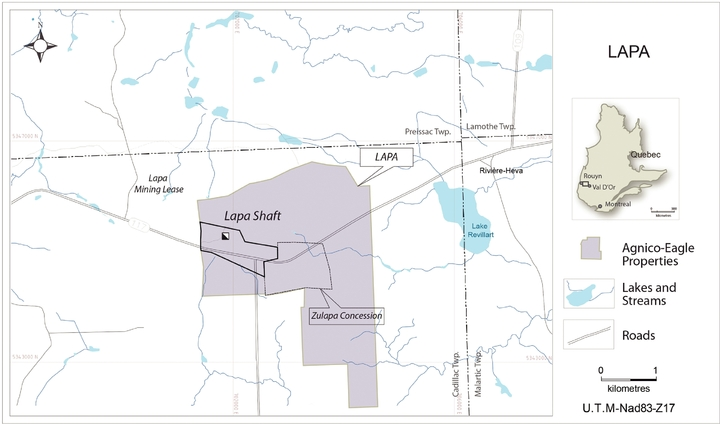 N
LAPA
Preissac Twp.
Lamothe Twp.
LAPA
Rivière-Heva
Lapa
Mining Lease
Lapa Shaft
Lake
Revillart
Zulapa Concession
Cadillac Twp.
Malartic Twp.
Quebec
Rouyn
Val D'Or
Montreal
Agnico-Eagle
Properties
Lakes and
Streams
Roads
0 1
kilometres
U.T.M-Nad83-Z17